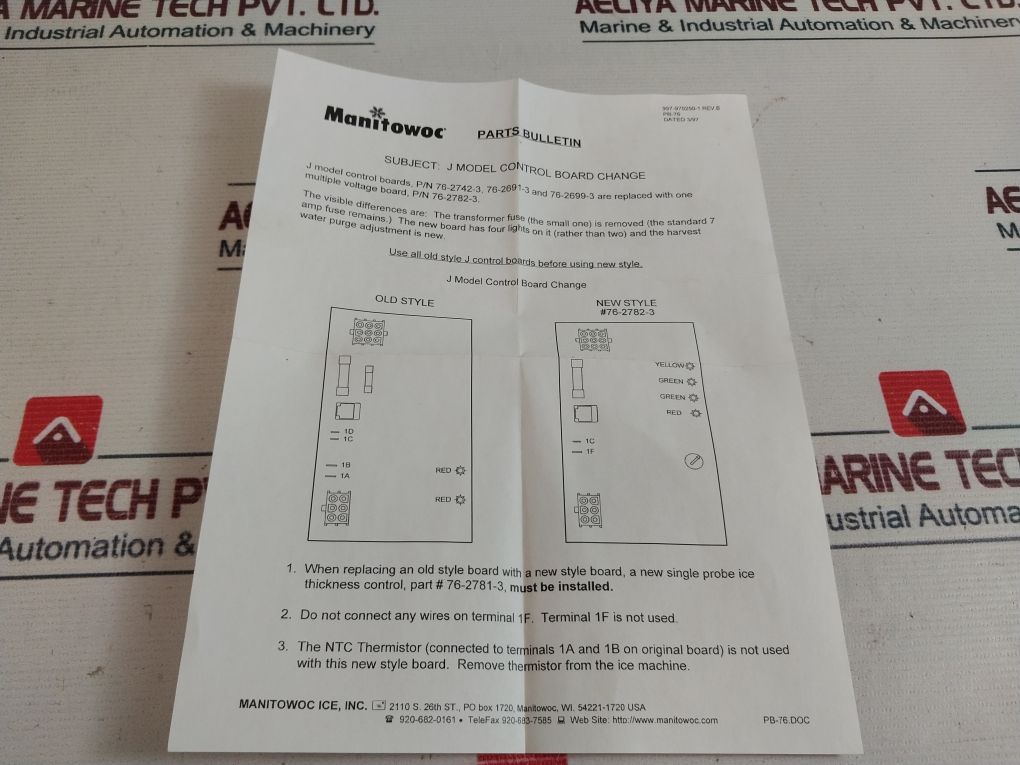 AELIYA MARINE TECH PVT. LTD.
Industrial Automation & Machinery
AELIYA MARINE TECH PVT. LTD.
Marine & Industrial Automation & Machinery
Manitowoc
PARTS BULLETIN
PB-76
DATED 3/97
SUBJECT: J MODEL CONTROL BOARD CHANGE
J model control boards, P/N 76-2742-3, 76-2691-3 and 76-2699-3 are replaced with one
multiple voltage board, P/N 76-2782-3.
The visible differences are: The transformer fuse (the small one) is removed (the standard 7
amp fuse remains.) The new board has four lights on it (rather than two) and the harvest
water purge adjustment is new.
Use all old style J control boards before using new style.
J Model Control Board Change
OLD STYLE
NEW STYLE
#76-2782-3
1D
1C
1B
1A
RED
RED
YELLOW
GREEN
GREEN
RED
1C
1F
1. When replacing an old style board with a new style board, a new single probe ice
thickness control, part # 76-2781-3, must be installed.
2. Do not connect any wires on terminal 1F. Terminal 1F is not used.
3. The NTC Thermistor (connected to terminals 1A and 1B on original board) is not used
with this new style board. Remove thermistor from the ice machine.
MANITOWOC ICE, INC. 2110 S. 26th ST., PO box 1720, Manitowoc, WI. 54221-1720 USA
920-682-0161 • TeleFax 920-683-7585 Web Site: http://www.manitowoc.com
PB-76.DOC
NE TECH P
Automation &
ARINE TEC
ustrial Automa